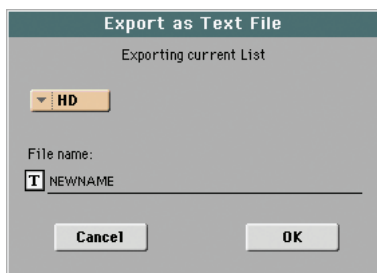 Export as Text File
Exporting current List
HD
File name:
T NEWNAME
Cancel OK